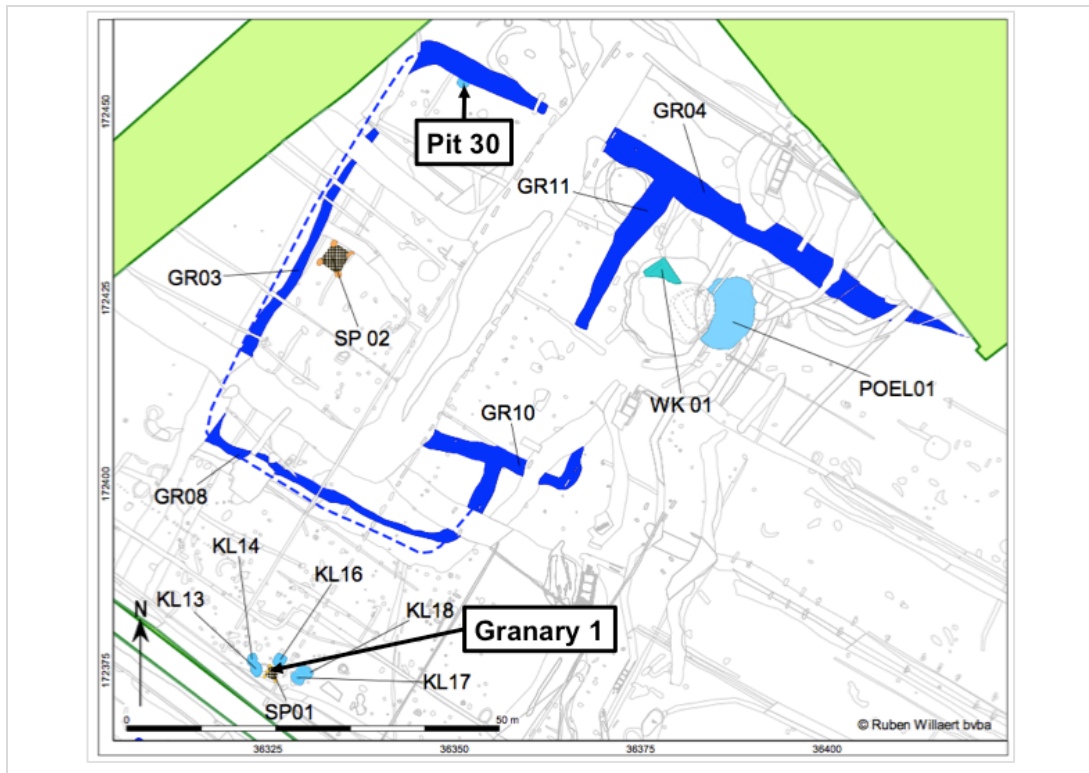 172450
Pit 30
GR04
GR11
GR03
SP 02
172425
WK 01
POEL01
GR10
172400
GR08
KL14
KL16
KL13
KL18
Granary 1
KL17
N
172375
SP01
0
50 m
© Ruben Willaert bvba
36325
36350
36375
36400